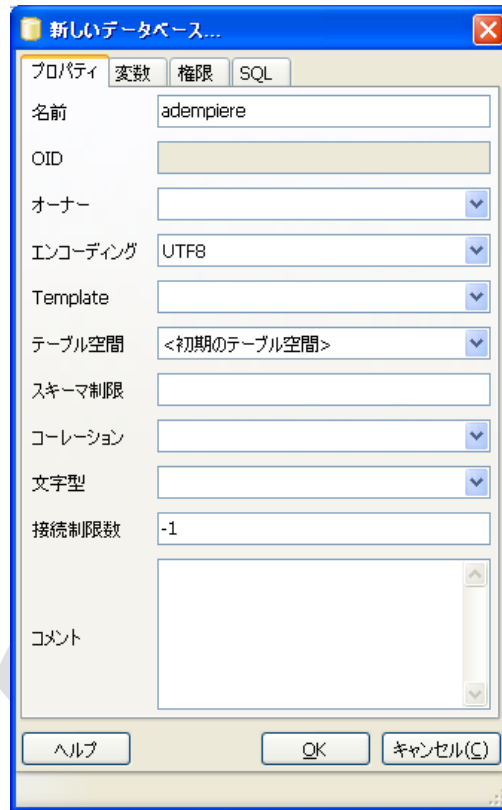 新しいデータベース...
プロパティ 変数 権限 SQL
名前 adempiere
OID
オーナー
エンコーディング UTF8
Template
テーブル空間 <初期のテーブル空間>
スキーマ制限
コーレーション
文字型
接続制限数 -1
コメント
ヘルプ OK キャンセル(C)